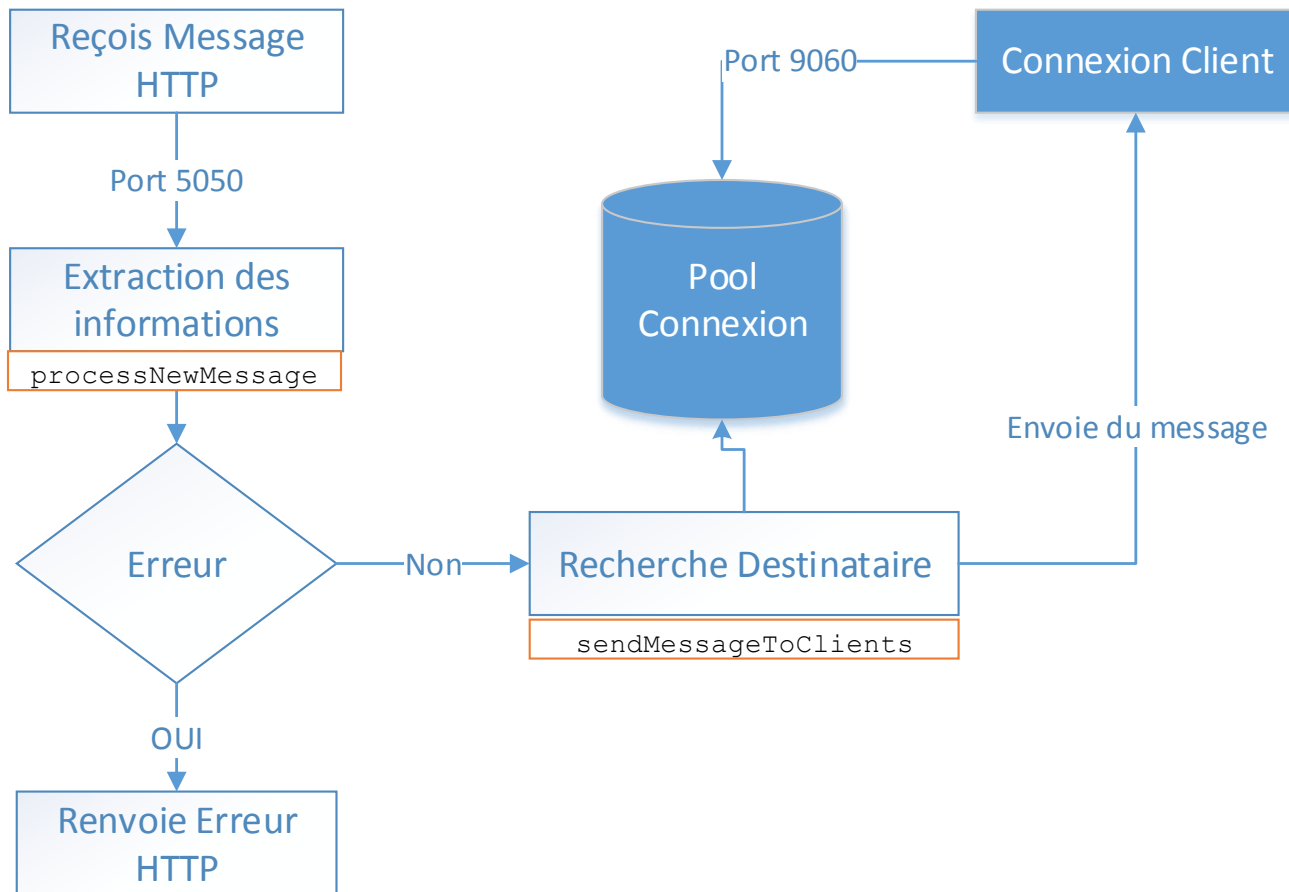 Reçois Message
HTTP
Port 5050
Extraction des
informations
processNewMessage
Erreur
OUI
Renvoie Erreur
HTTP
Non
Recherche Destinataire
sendMessageToClients
Pool
Connexion
Port 9060
Connexion Client
Envoie du message